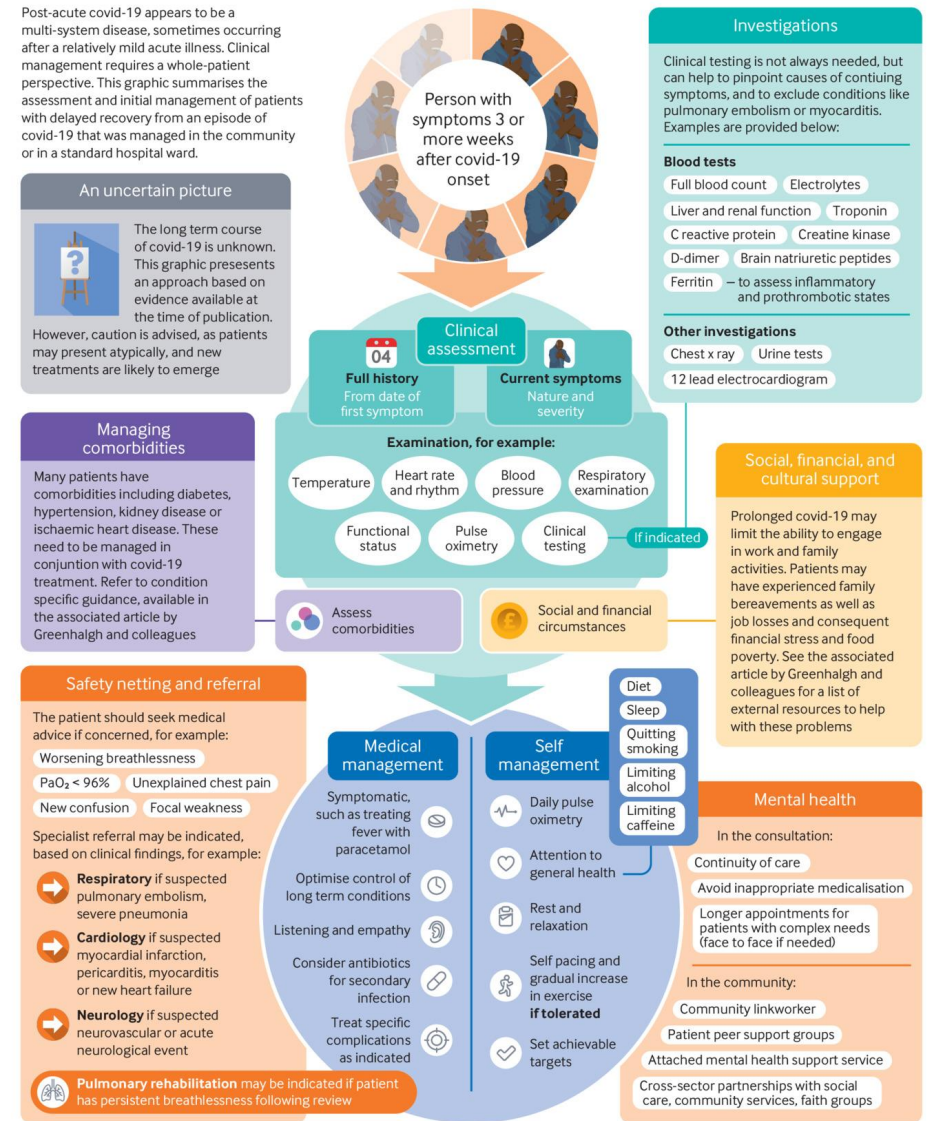 Post-acute covid-19 appears to be a
multi-system disease, sometimes occurring
after a relatively mild acute illness. Clinical
management requires a whole-patient
perspective. This graphic summarises the
assessment and initial management of patients
with delayed recovery from an episode of
covid-19 that was managed in the community
or in a standard hospital ward.
Person with
symptoms 3 or
more weeks
after covid-19
onset
An uncertain picture
?
The long term course
of covid-19 is unknown.
This graphic presesents
an approach based on
evidence available at
the time of publication.
However, caution is advised, as patients
may present atypically, and new
treatments are likely to emerge
Investigations
Clinical testing is not always needed, but
can help to pinpoint causes of contiuing
symptoms, and to exclude conditions like
pulmonary embolism or myocarditis.
Examples are provided below:
Blood tests
Full blood count Electrolytes
Liver and renal function Troponin
C reactive protein Creatine kinase
D-dimer Brain natriuretic peptides
Ferritin – to assess inflammatory
and prothrombotic states
Other investigations
Chest x ray Urine tests
12 lead electrocardiogram
Clinical
assessment
04
Full history
From date of
first symptom
Current symptoms
Nature and
severity
Examination, for example:
Temperature
Heart rate
and rhythm
Blood
pressure
Respiratory
examination
Functional
status
Pulse
oximetry
Clinical
testing
If indicated
Managing
comorbidities
Many patients have
comorbidities including diabetes,
hypertension, kidney disease or
ischaemic heart disease. These
need to be managed in
conjuntion with covid-19
treatment. Refer to condition
specific guidance, available in
the associated article by
Greenhalgh and colleagues
Assess
comorbidities
£
Social and financial
circumstances
Social, financial, and
cultural support
Prolonged covid-19 may
limit the ability to engage
in work and family
activities. Patients may
have experienced family
bereavements as well as
job losses and consequent
financial stress and food
poverty. See the associated
article by Greenhalgh and
colleagues for a list of
external resources to help
with these problems
Safety netting and referral
The patient should seek medical
advice if concerned, for example:
Worsening breathlessness
PaO₂ < 96% Unexplained chest pain
New confusion Focal weakness
Specialist referral may be indicated,
based on clinical findings, for example:
Respiratory if suspected
pulmonary embolism,
severe pneumonia
Cardiology if suspected
myocardial infarction,
pericarditis, myocarditis
or new heart failure
Neurology if suspected
neurovascular or acute
neurological event
Pulmonary rehabilitation may be indicated if patient
has persistent breathlessness following review
Medical
management
Symptomatic,
such as treating
fever with
paracetamol
Optimise control of
long term conditions
Listening and empathy
Consider antibiotics
for secondary
infection
Treat specific
complications
as indicated
Self
management
Daily pulse
oximetry
Attention to
general health
Rest and
relaxation
Self pacing and
gradual increase
in exercise
if tolerated
Set achievable
targets
Diet
Sleep
Quitting
smoking
Limiting
alcohol
Limiting
caffeine
Mental health
In the consultation:
Continuity of care
Avoid inappropriate medicalisation
Longer appointments for
patients with complex needs
(face to face if needed)
In the community:
Community linkworker
Patient peer support groups
Attached mental health support service
Cross-sector partnerships with social
care, community services, faith groups